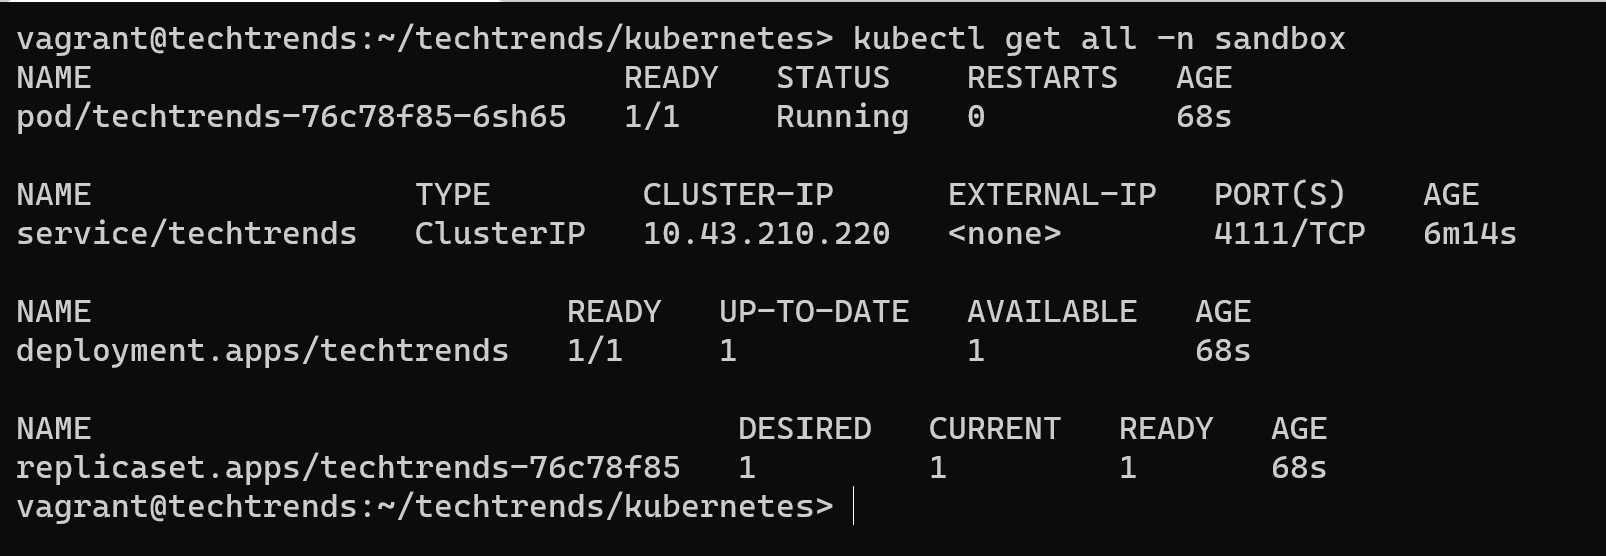 vagrant@techtrends:~/techtrends/kubernetes> kubectl get all -n sandbox
NAME                            READY   STATUS    RESTARTS   AGE
pod/techtrends-76c78f85-6sh65   1/1     Running   0          68s

NAME                 TYPE        CLUSTER-IP      EXTERNAL-IP   PORT(S)    AGE
service/techtrends   ClusterIP   10.43.210.220   <none>        4111/TCP   6m14s

NAME                         READY   UP-TO-DATE   AVAILABLE   AGE
deployment.apps/techtrends   1/1     1            1           68s

NAME                                  DESIRED   CURRENT   READY   AGE
replicaset.apps/techtrends-76c78f85   1         1         1       68s
vagrant@techtrends:~/techtrends/kubernetes>